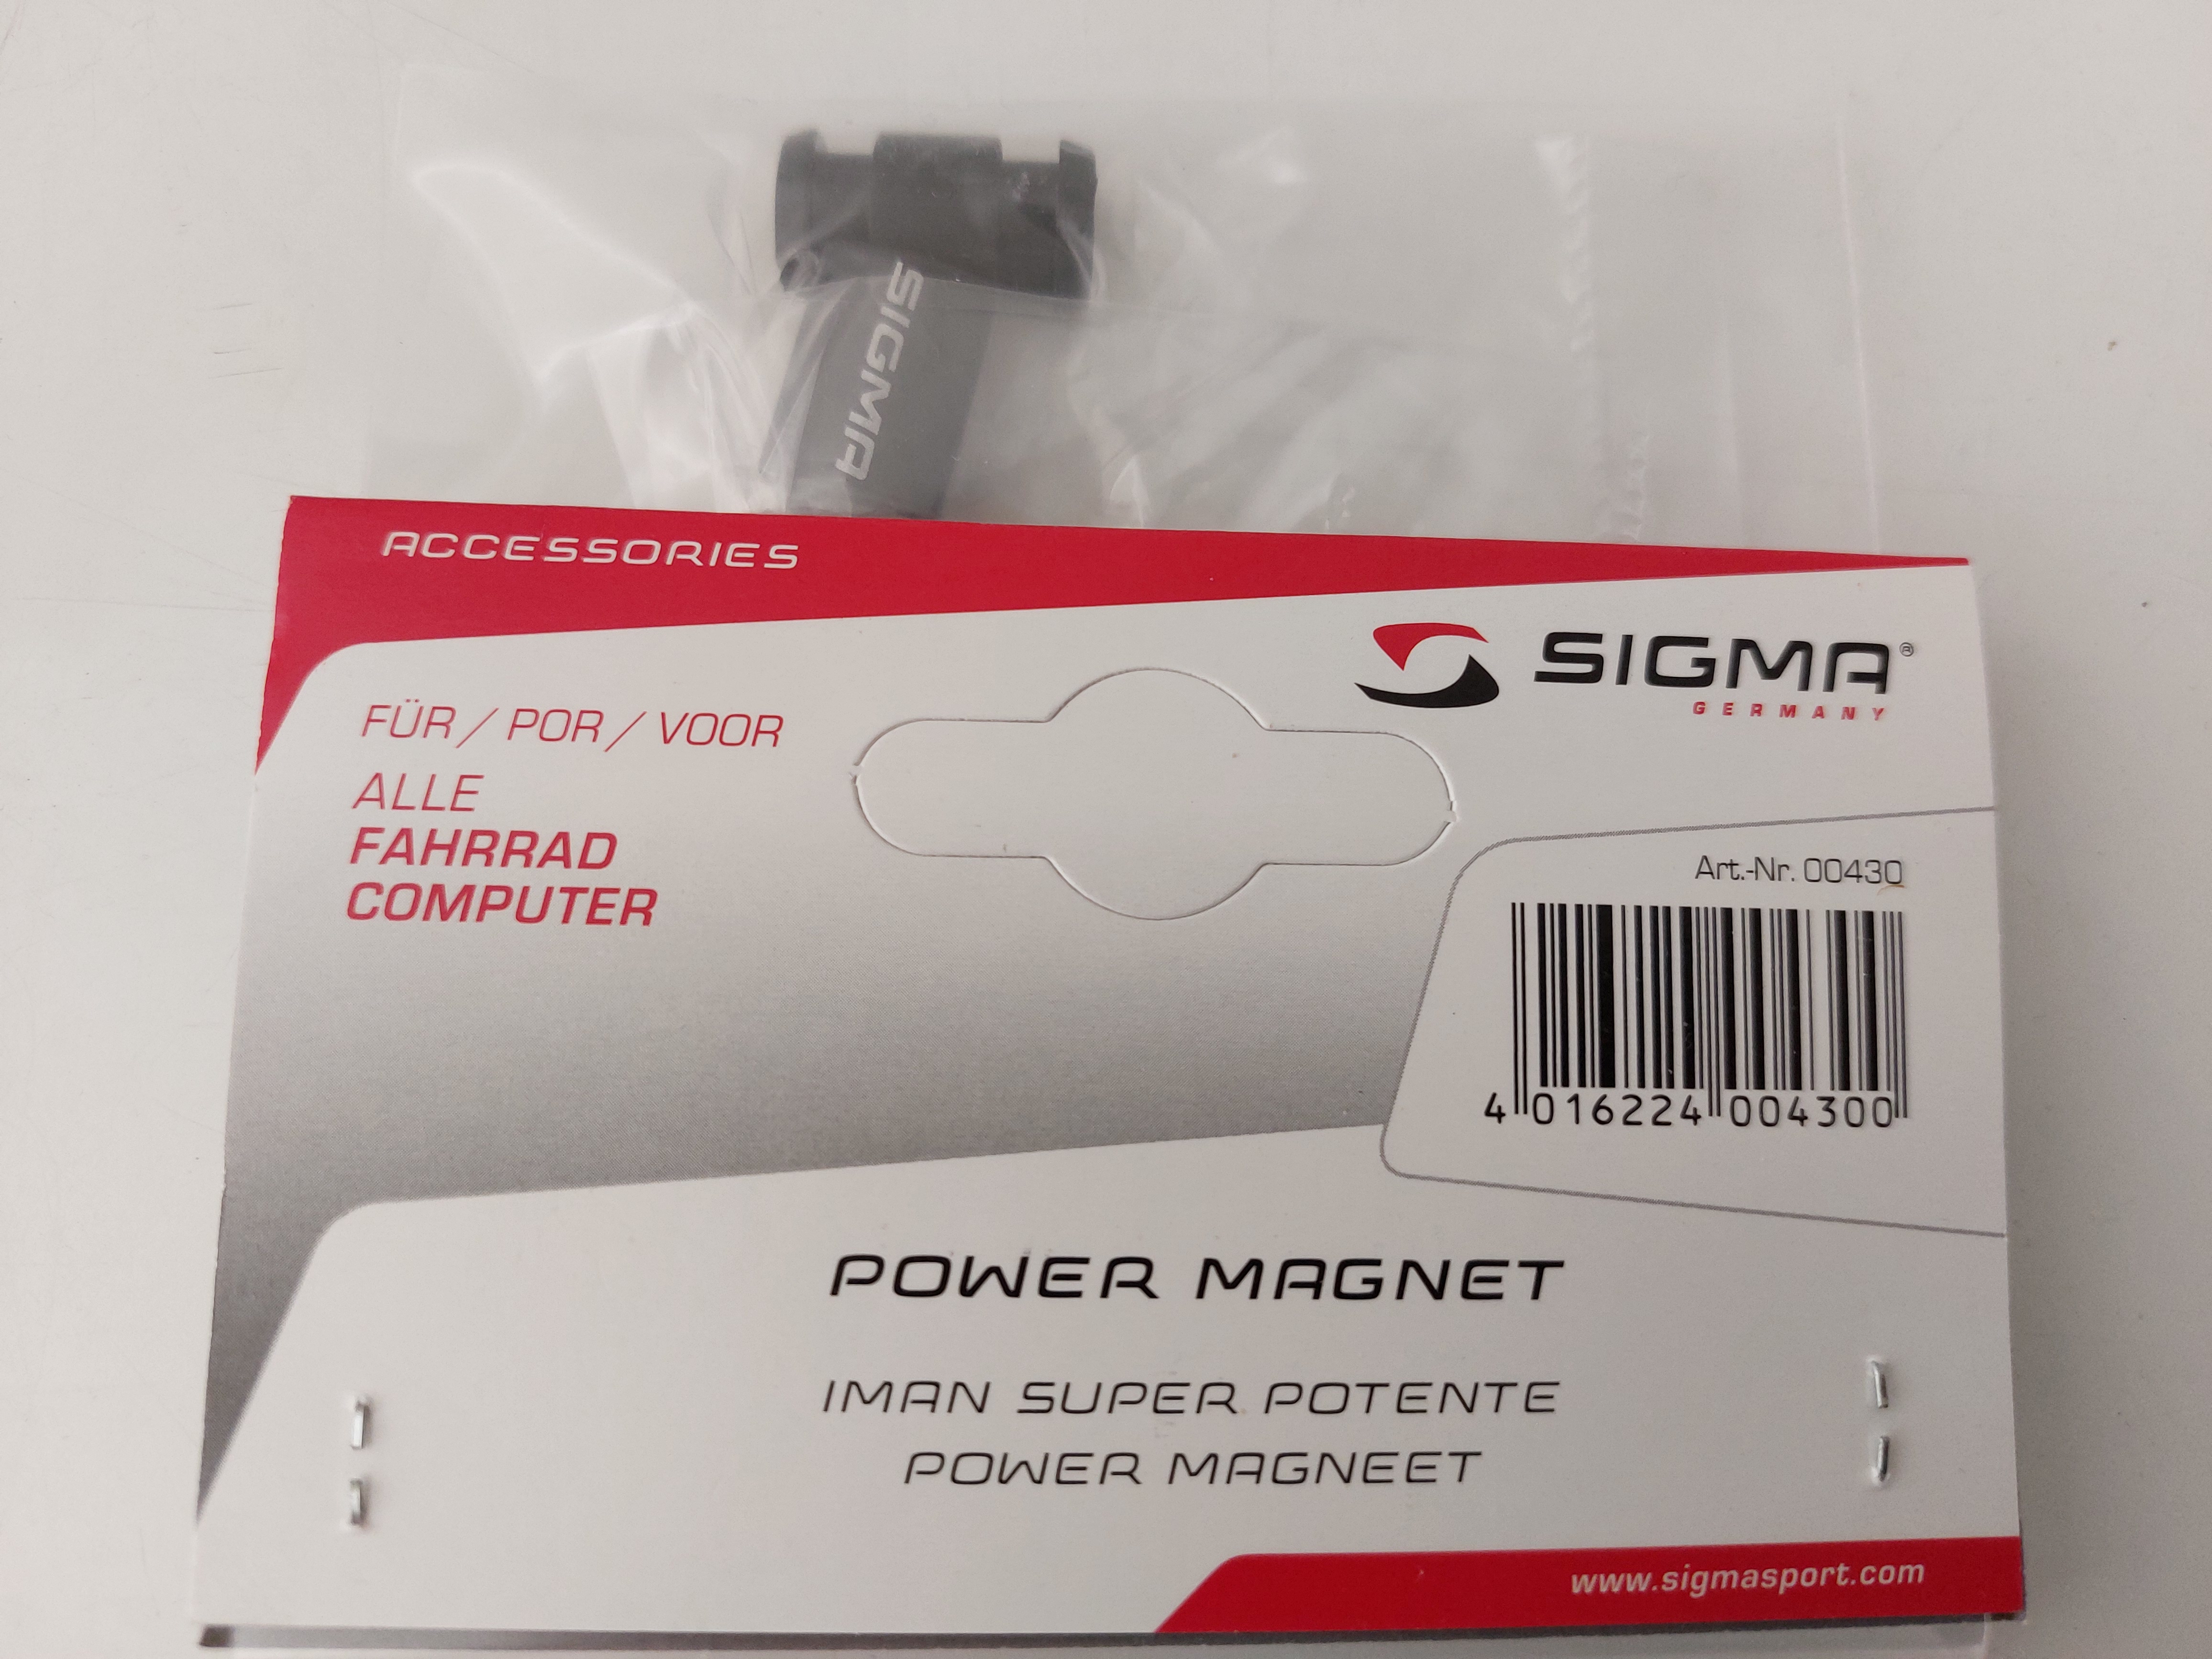 SIGMA
ACCESSORIES
SIGMA®
GERMANY
FÜR / POR / VOOR
ALLE
FAHRRAD
COMPUTER
Art.-Nr. 00430
4 016224 004300
POWER MAGNET
IMAN SUPER POTENTE
POWER MAGNEET
www.sigmasport.com